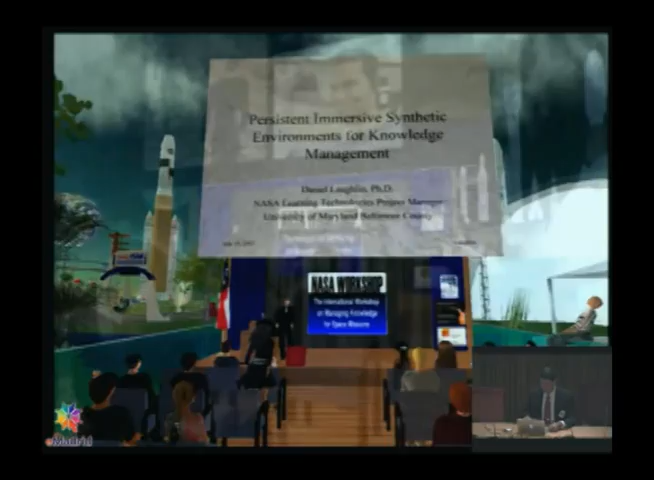 Persistent Immersive Synthetic
Environments for Knowledge
Management
Daniel Laughlin, Ph.D.
NASA Learning Technologies Project Manager
University of Maryland Baltimore County
NASA WORKSHOP
The International Workshop
on Managing Knowledge
for Space Missions
Madrid